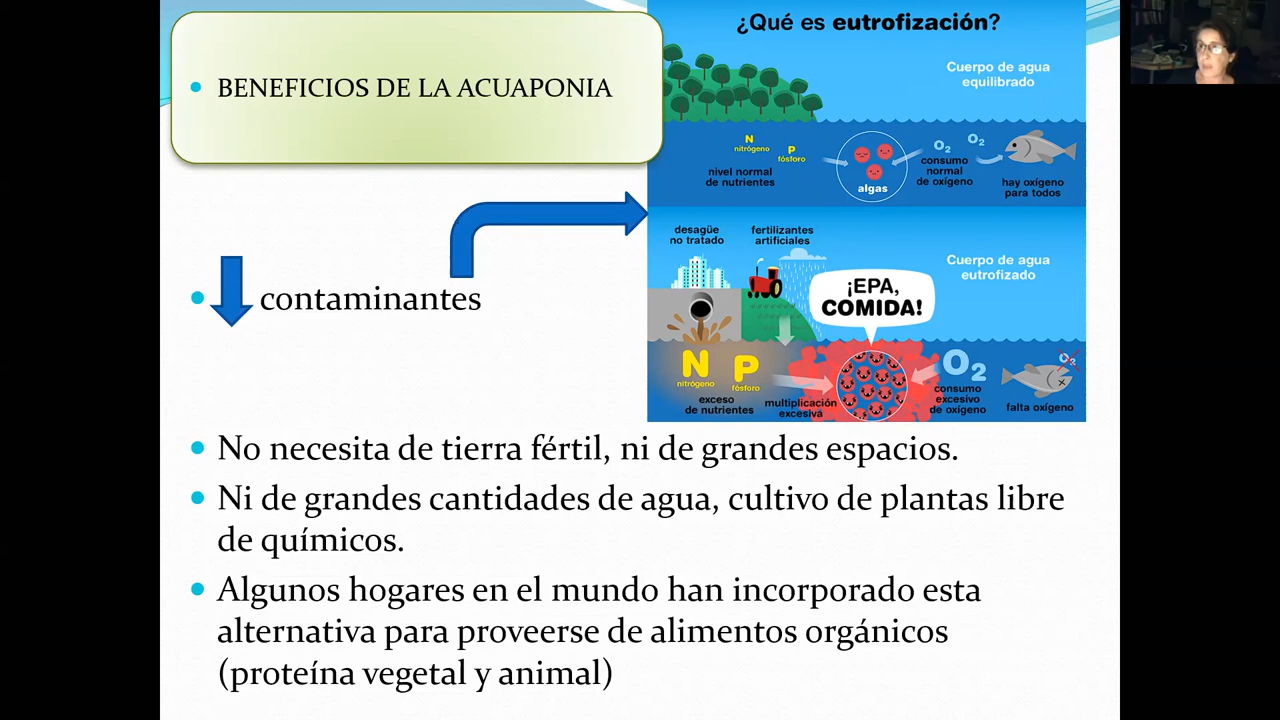 BENEFICIOS DE LA ACUAPONIA
¿Qué es eutrofización?
Cuerpo de agua
equilibrado
N
nitrógeno
P
fósforo
nivel normal
de nutrientes
algas
O2
O2
consumo
normal
de oxígeno
hay oxígeno
para todos
desagüe
no tratado
fertilizantes
artificiales
Cuerpo de agua
eutrofizado
¡EPA,
COMIDA!
N
nitrógeno
P
fósforo
exceso
de nutrientes
multiplicación
excesiva
O2
consumo
excesivo
de oxígeno
O2
falta oxígeno
contaminantes
No necesita de tierra fértil, ni de grandes espacios.
Ni de grandes cantidades de agua, cultivo de plantas libre
de químicos.
Algunos hogares en el mundo han incorporado esta
alternativa para proveerse de alimentos orgánicos
(proteína vegetal y animal)